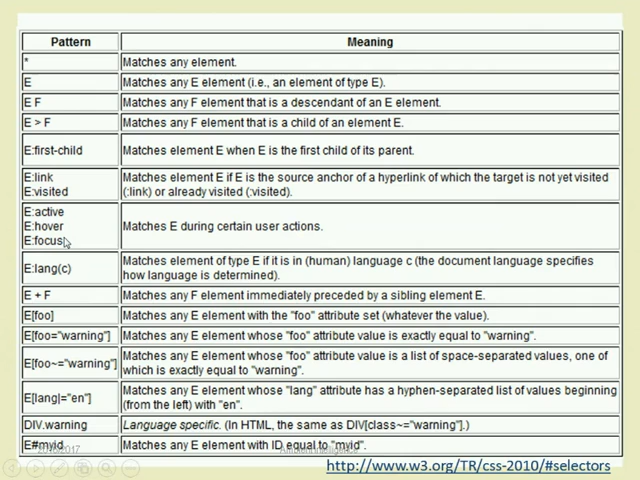 Pattern Meaning
* Matches any element.
E Matches any E element (i.e., an element of type E).
E F Matches any F element that is a descendant of an E element.
E > F Matches any F element that is a child of an element E.
E:first-child Matches element E when E is the first child of its parent.
E:link Matches element E if E is the source anchor of a hyperlink of which the target is not yet visited
E:visited (:link) or already visited (:visited).
E:active
E:hover Matches E during certain user actions.
E:focus
E:lang(c) Matches element of type E if it is in (human) language c (the document language specifies
how language is determined).
E + F Matches any F element immediately preceded by a sibling element E.
E[foo] Matches any E element with the "foo" attribute set (whatever the value).
E[foo="warning"] Matches any E element whose "foo" attribute value is exactly equal to "warning".
E[foo~="warning"] Matches any E element whose "foo" attribute value is a list of space-separated values, one of
which is exactly equal to "warning".
E[lang|="en"] Matches any E element whose "lang" attribute has a hyphen-separated list of values beginning
(from the left) with "en".
DIV.warning Language specific. (In HTML, the same as DIV[class~="warning"].)
E#myid Matches any E element with ID equal to "myid".
http://www.w3.org/TR/css-2010/#selectors